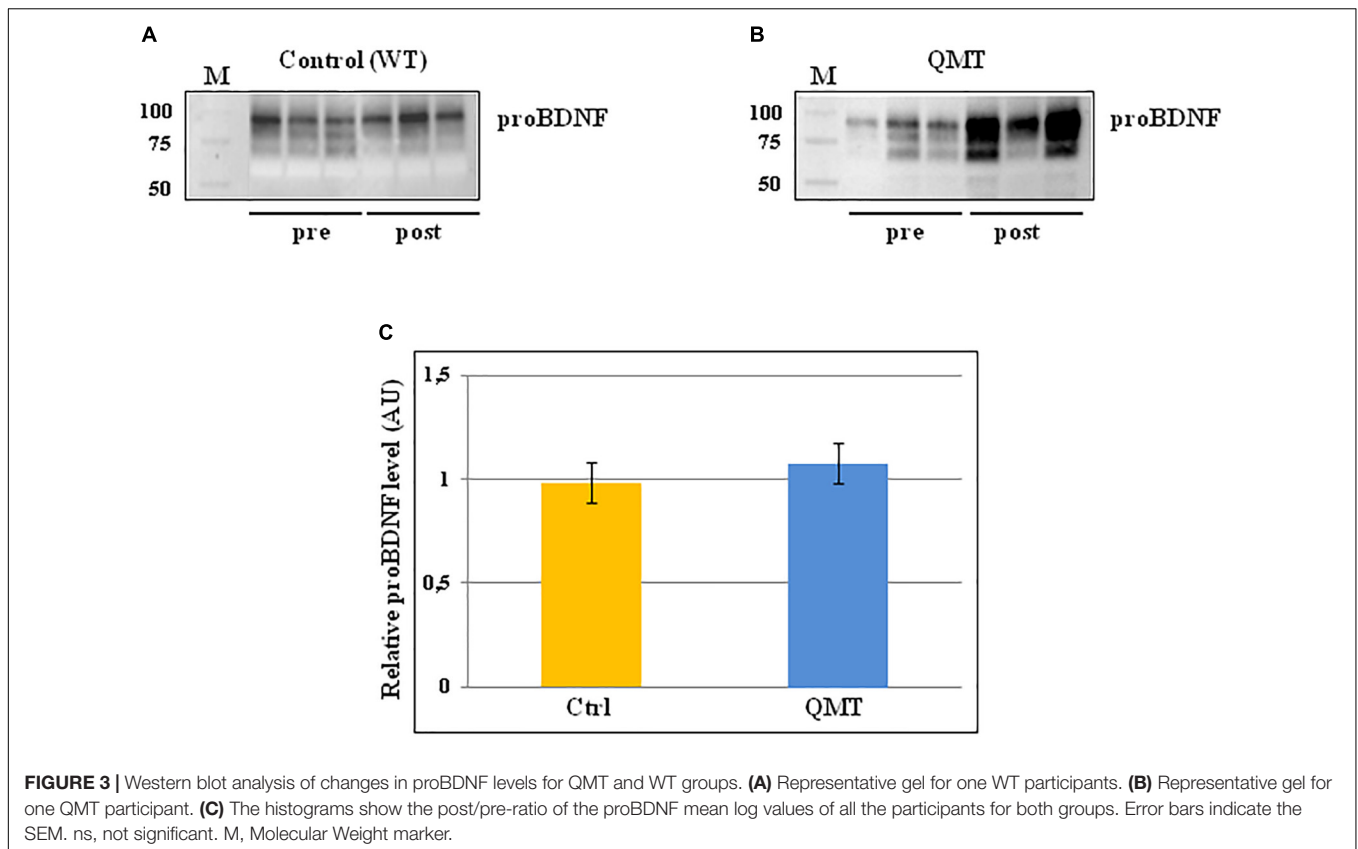 A
Control (WT)
M
100
75
50
proBDNF
pre post
B
QMT
M
100
75
50
proBDNF
pre post
C
Relative proBDNF level (AU)
1,5
1
0,5
0
Ctrl QMT
FIGURE 3 | Western blot analysis of changes in proBDNF levels for QMT and WT groups. (A) Representative gel for one WT participants. (B) Representative gel for
one QMT participant. (C) The histograms show the post/pre-ratio of the proBDNF mean log values of all the participants for both groups. Error bars indicate the
SEM. ns, not significant. M, Molecular Weight marker.